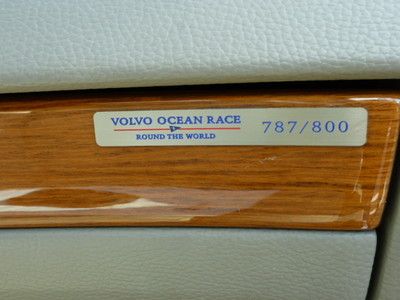 VOLVO OCEAN RACE
ROUND THE WORLD
787/800